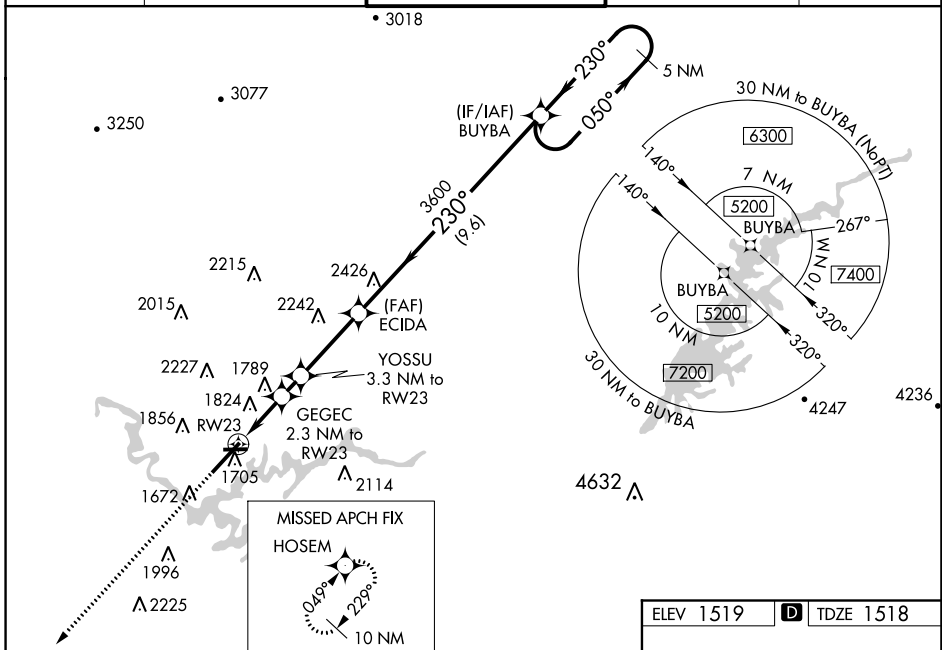 3018
3077
3250
(IF/IAF)
BUYBA
230°
050°
5 NM
3600
230°
(9.6)
30 NM to BUYBA (NoPT)
6300
140°
7 NM
5200
BUYBA
267°
10 NM
7400
320°
140°
BUYBA
5200
10 NM
7200
320°
30 NM to BUYBA
4247
4236
4632
2215
2426
2015
2242
(FAF)
ECIDA
2227
1789
YOSSU
3.3 NM to
RW23
1824
1856
RW23
GEGEC
2.3 NM to
RW23
1705
2114
1672
1996
2225
MISSED APCH FIX
HOSEM
049°
229°
10 NM
ELEV 1519
D
TDZE 1518